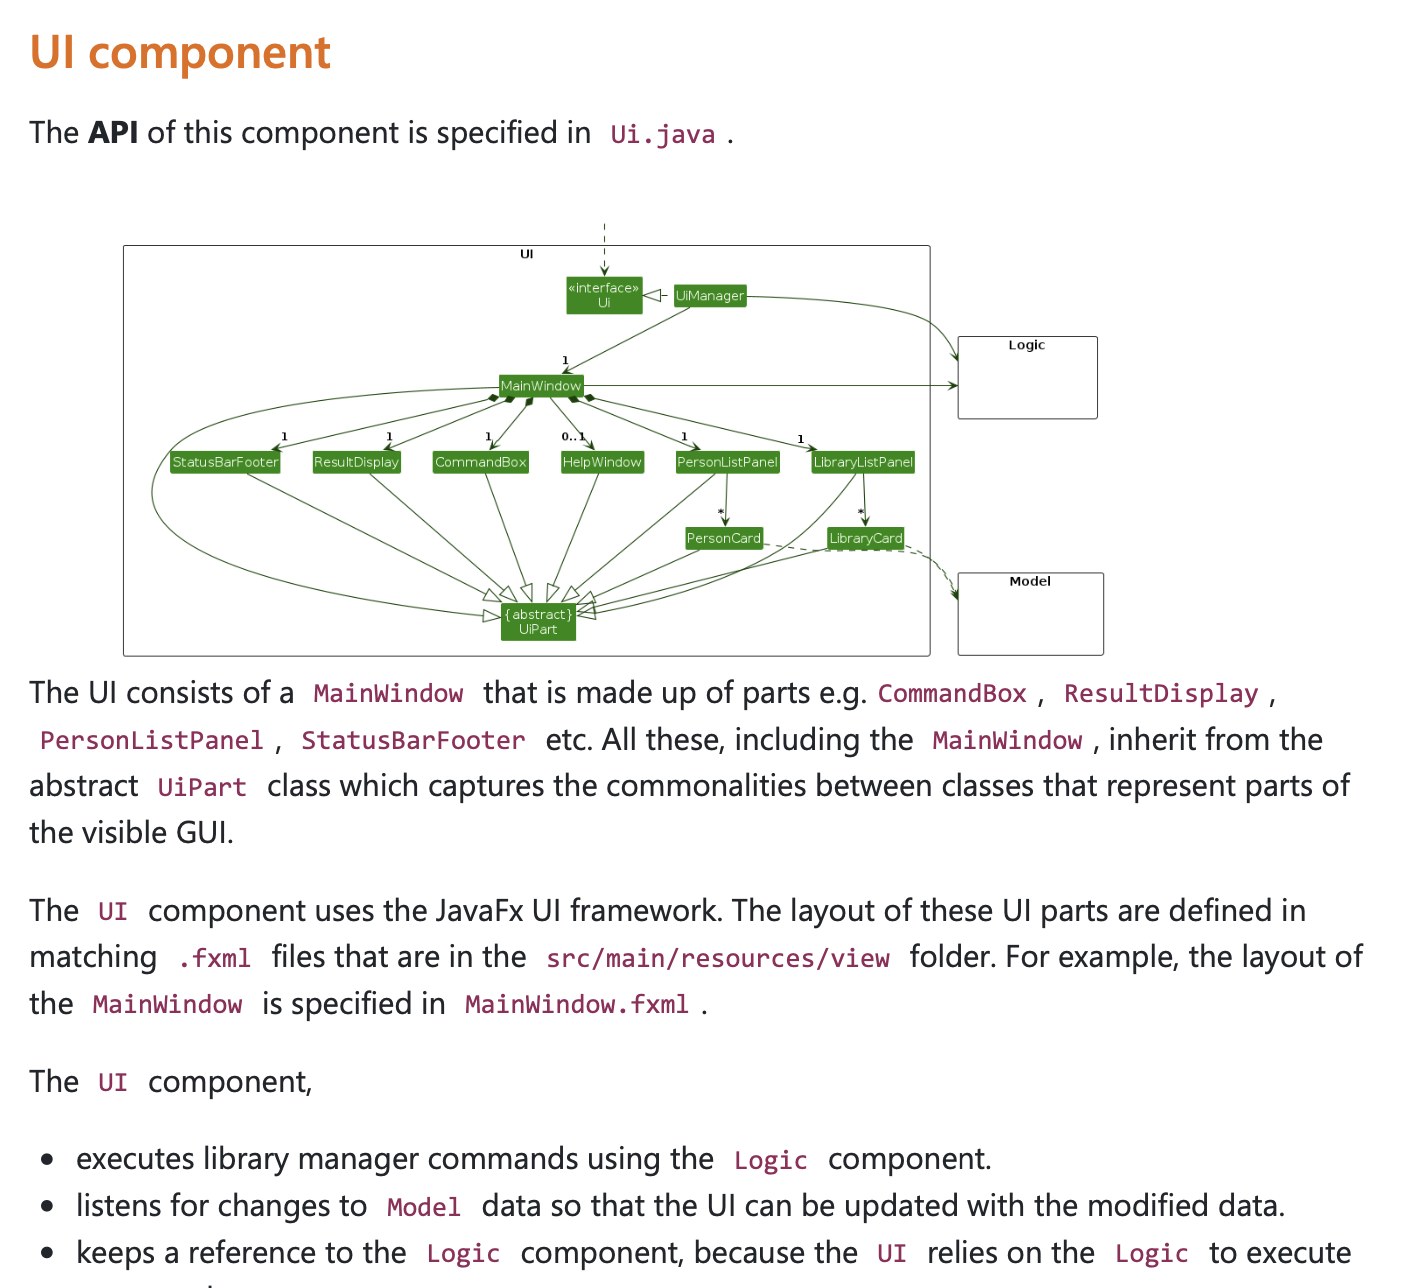 UI component
The API of this component is specified in Ui.java .
UI
«interface»
Ui
UiManager
Logic
1
MainWindow
1
1
1
0..1
1
1
StatusBarFooter
ResultDisplay
CommandBox
HelpWindow
PersonListPanel
LibraryListPanel
*
*
PersonCard
LibraryCard
Model
{abstract}
UiPart
The UI consists of a MainWindow that is made up of parts e.g. CommandBox , ResultDisplay ,
PersonListPanel , StatusBarFooter etc. All these, including the MainWindow , inherit from the
abstract UiPart class which captures the commonalities between classes that represent parts of
the visible GUI.
The UI component uses the JavaFx UI framework. The layout of these UI parts are defined in
matching .fxml files that are in the src/main/resources/view folder. For example, the layout of
the MainWindow is specified in MainWindow.fxml .
The UI component,
• executes library manager commands using the Logic component.
• listens for changes to Model data so that the UI can be updated with the modified data.
• keeps a reference to the Logic component, because the UI relies on the Logic to execute